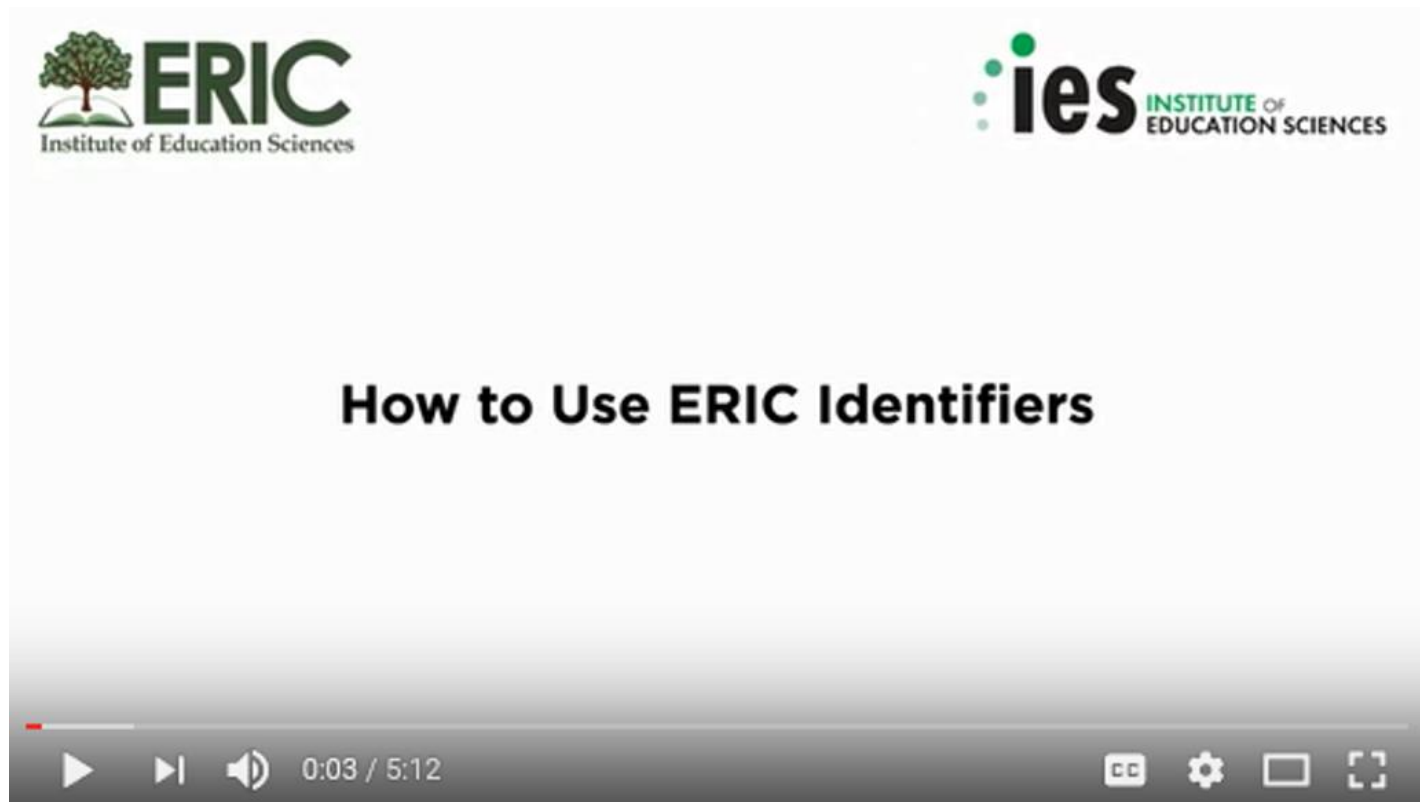 ERIC
Institute of Education Sciences
ies INSTITUTE OF
EDUCATION SCIENCES
How to Use ERIC Identifiers
0:03 / 5:12
CC